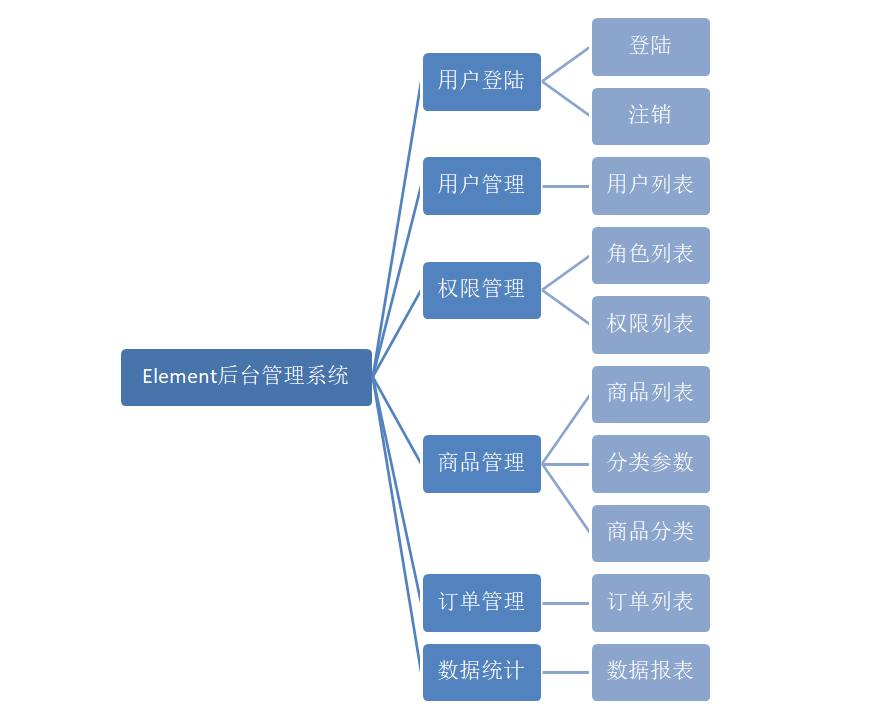 Element后台管理系统
用户登陆
登陆
注销
用户管理
用户列表
权限管理
角色列表
权限列表
商品管理
商品列表
分类参数
商品分类
订单管理
订单列表
数据统计
数据报表